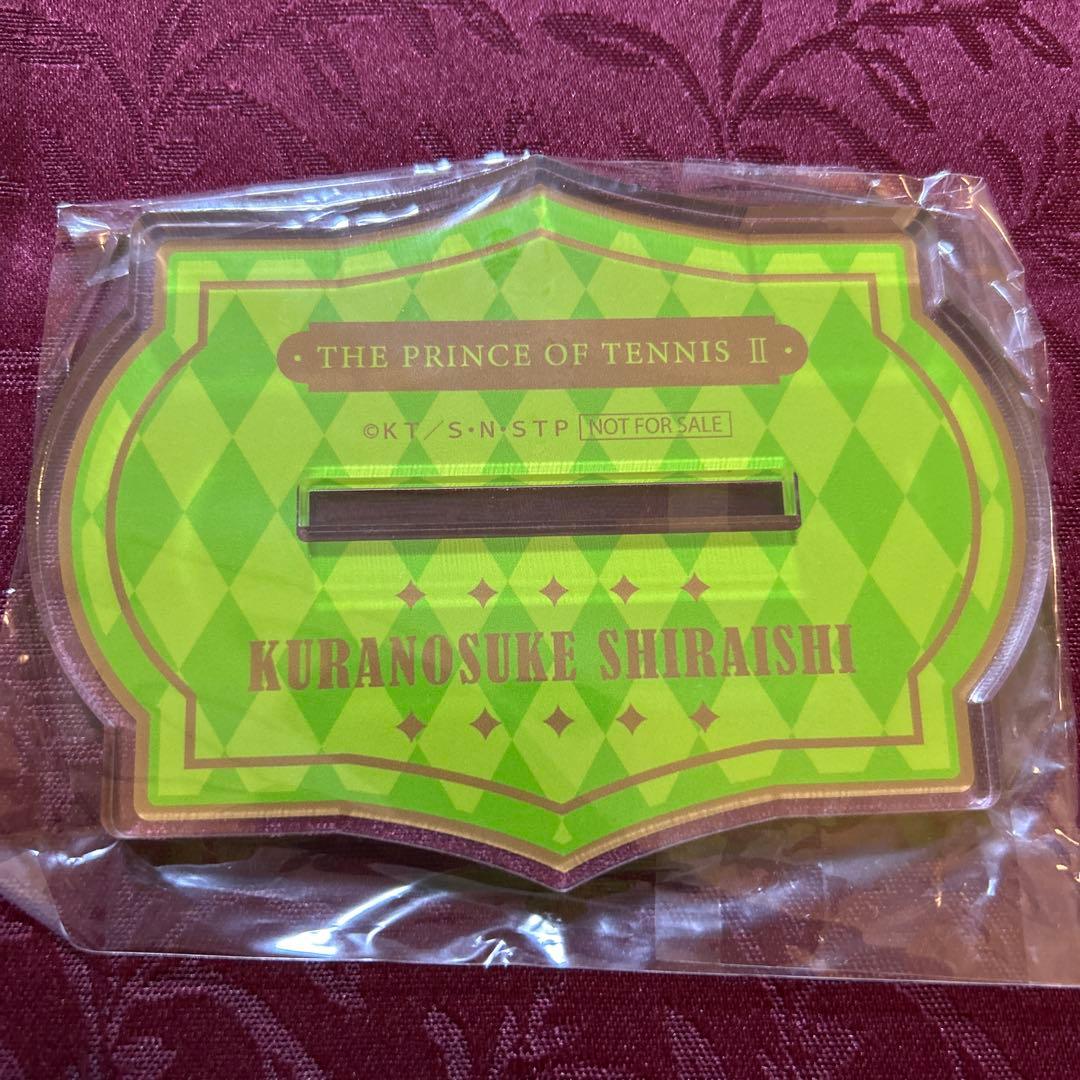 · THE PRINCE OF TENNIS Ⅱ ·
©KT/S·N·STP NOT FOR SALE
KURANOSUKE SHIRAISHI